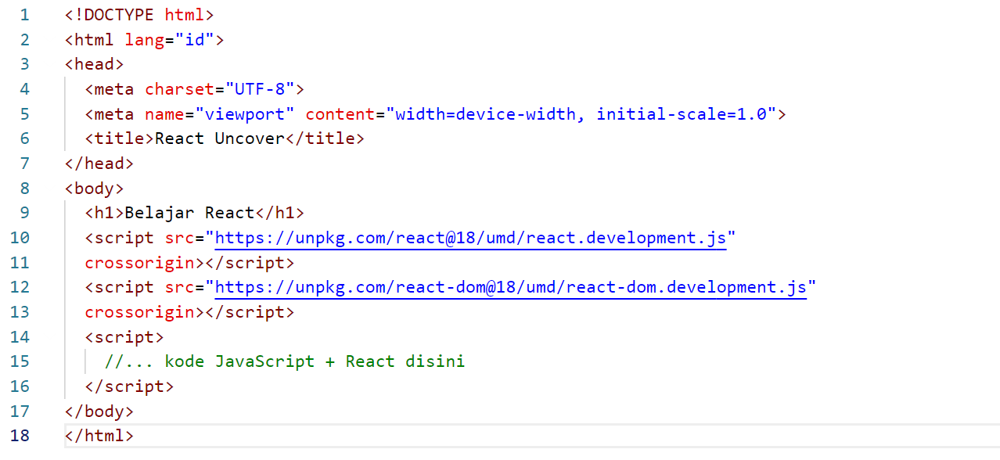 1 <!DOCTYPE html>
2 <html lang="id">
3 <head>
4   <meta charset="UTF-8">
5   <meta name="viewport" content="width=device-width, initial-scale=1.0">
6   <title>React Uncover</title>
7 </head>
8 <body>
9   <h1>Belajar React</h1>
10   <script src="https://unpkg.com/react@18/umd/react.development.js"
11   crossorigin></script>
12   <script src="https://unpkg.com/react-dom@18/umd/react-dom.development.js"
13   crossorigin></script>
14   <script>
15     //... kode JavaScript + React disini
16   </script>
17 </body>
18 </html>